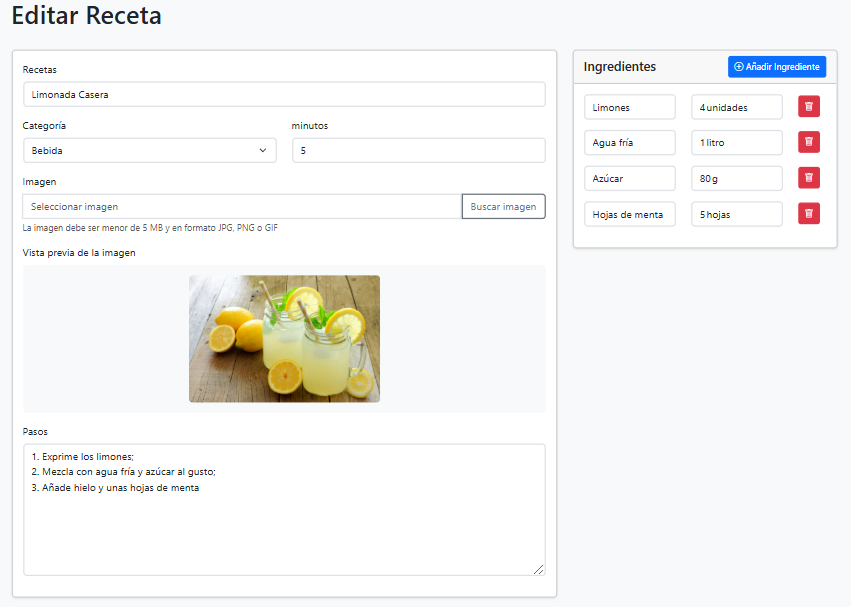 Editar Receta
Recetas
Limonada Casera
Categoría
minutos
Bebida
5
Imagen
Seleccionar imagen
Buscar imagen
La imagen debe ser menor de 5 MB y en formato JPG, PNG o GIF
Vista previa de la imagen
Pasos
1. Exprime los limones;
2. Mezcla con agua fría y azúcar al gusto;
3. Añade hielo y unas hojas de menta
Ingredientes
Añadir Ingrediente
Limones
4 unidades
Agua fría
1 litro
Azúcar
80 g
Hojas de menta
5 hojas